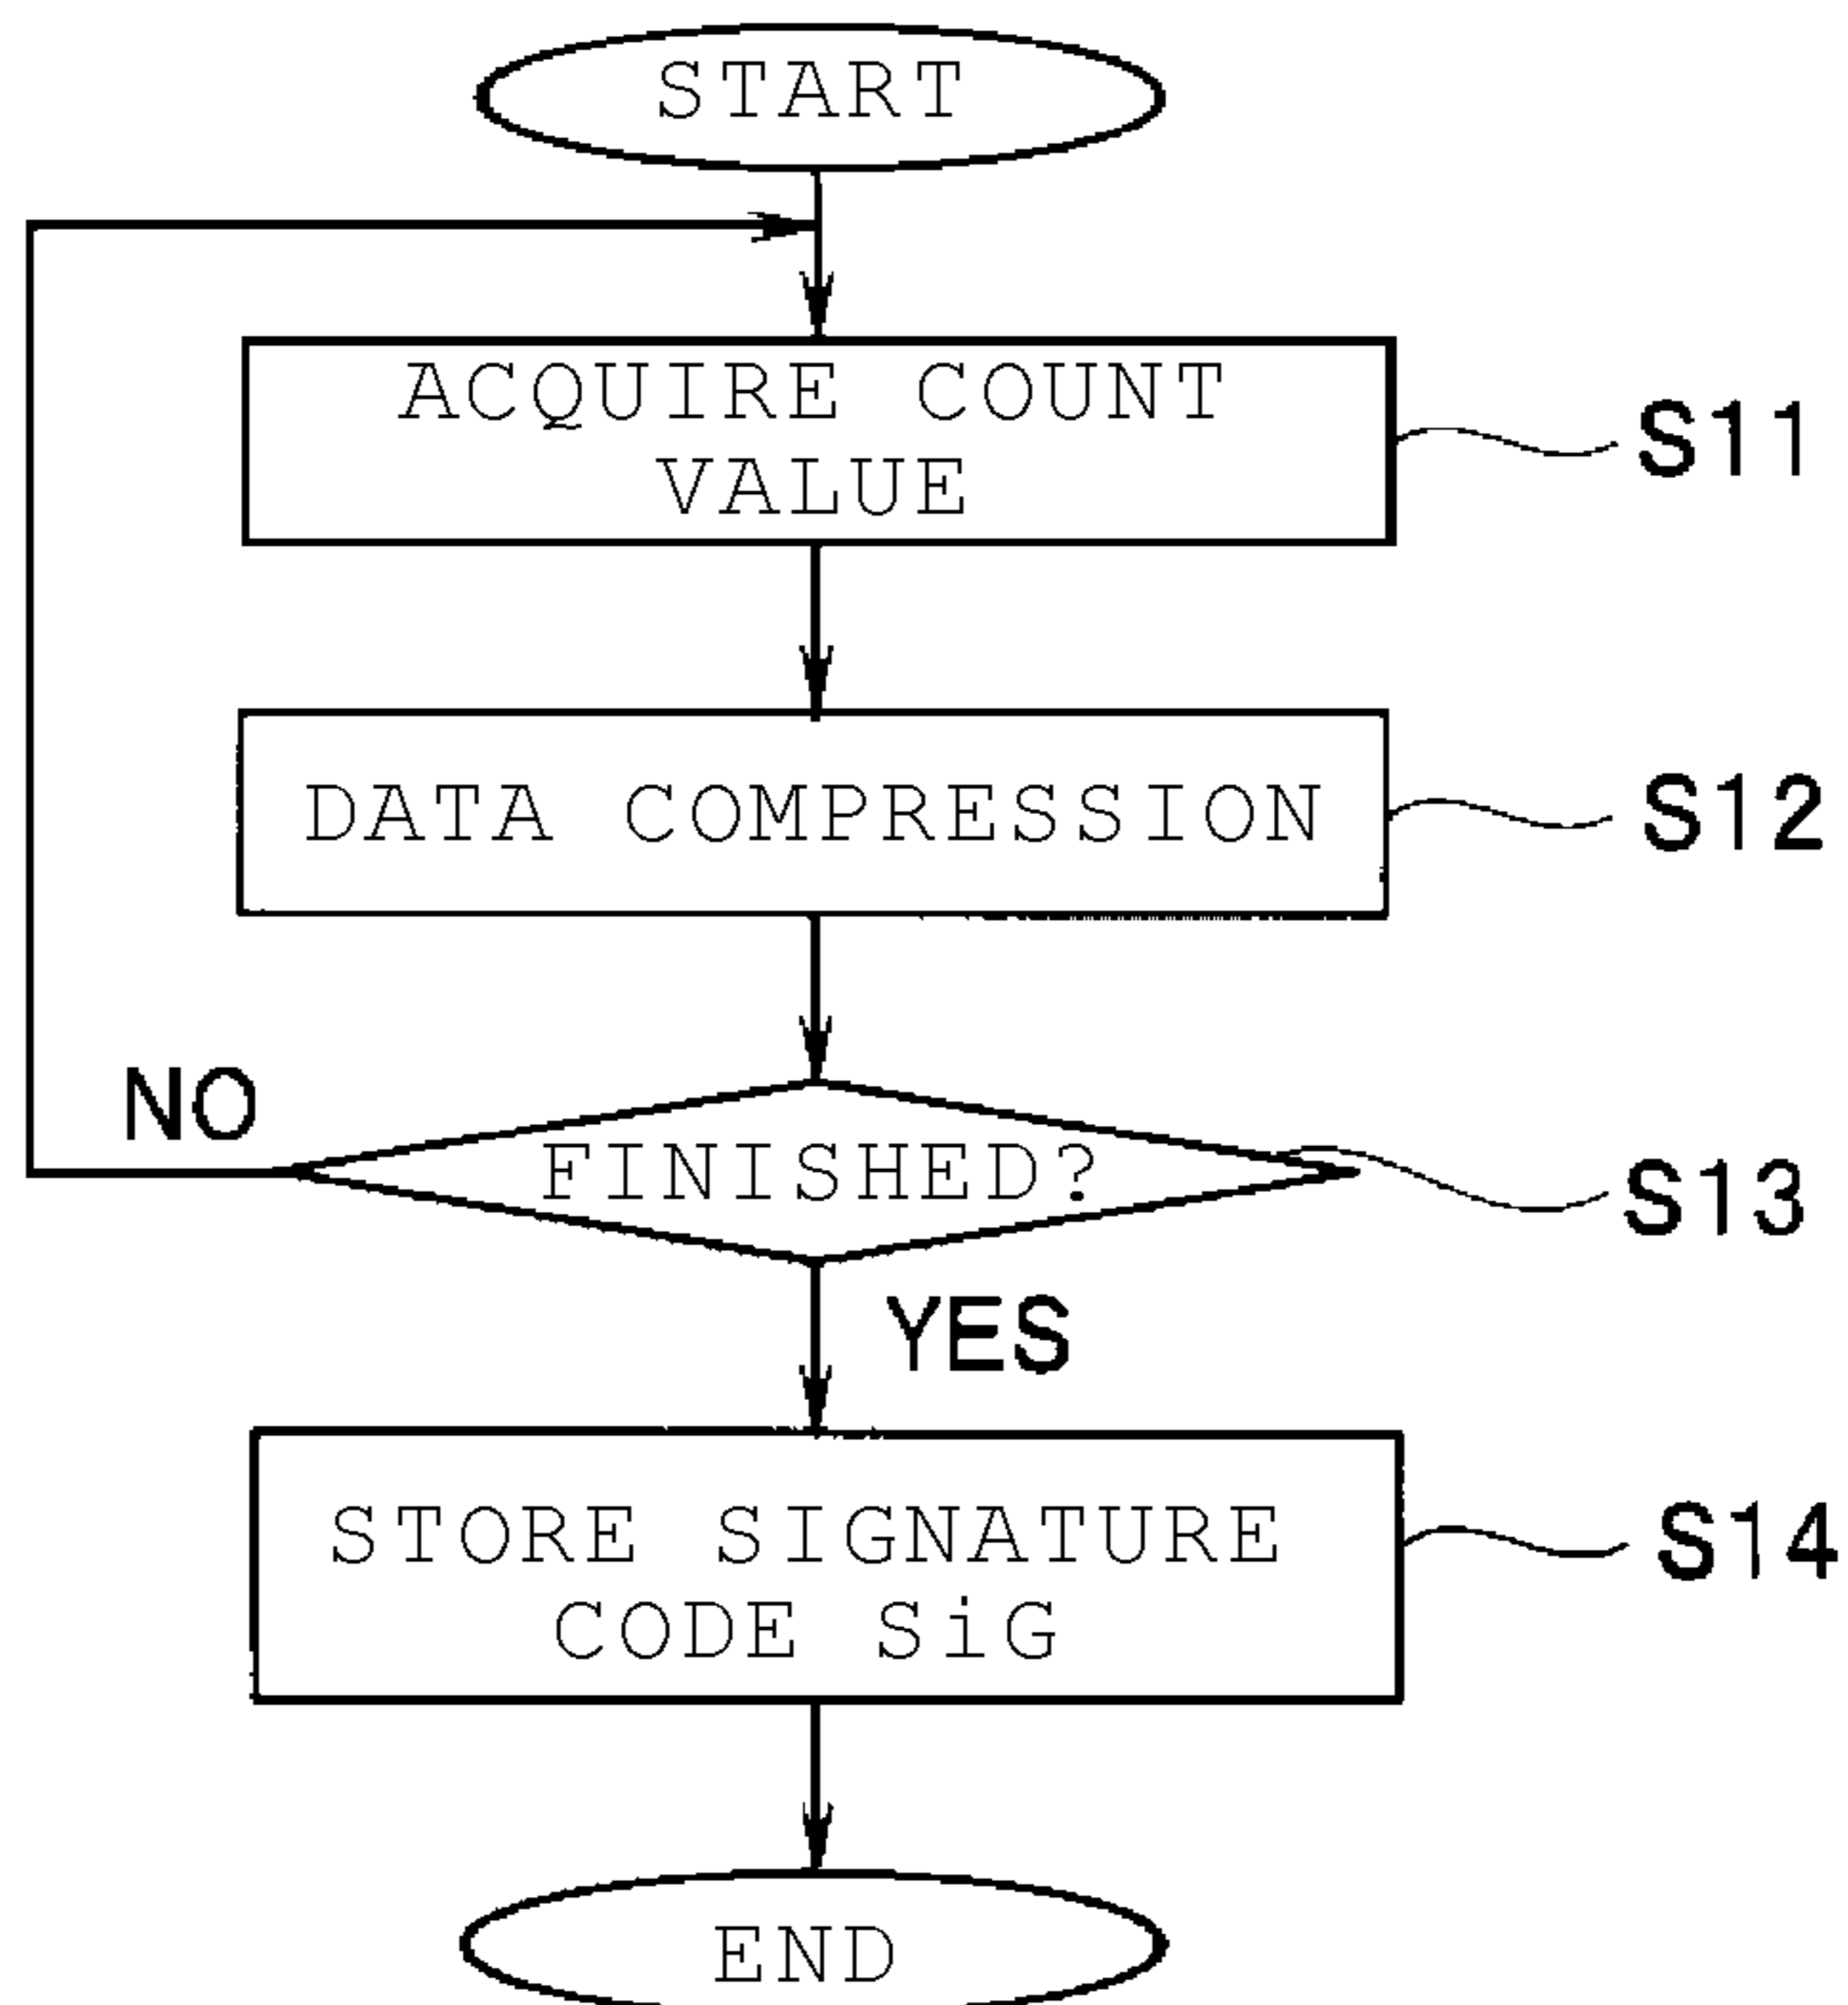 START
ACQUIRE COUNT
VALUE
S11
DATA COMPRESSION
S12
NO
FINISHED?
S13
YES
STORE SIGNATURE
CODE SiG
S14
END